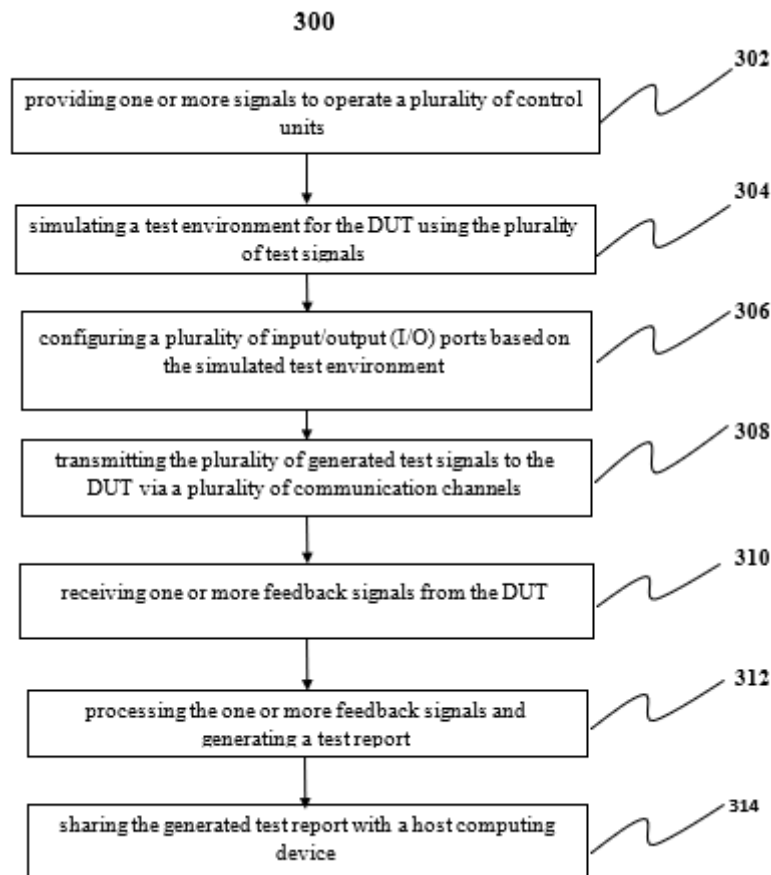 300
302
providing one or more signals to operate a plurality of control
units
304
simulating a test environment for the DUT using the plurality
of test signals
306
configuring a plurality of input/output (I/O) ports based on
the simulated test environment
308
transmitting the plurality of generated test signals to the
DUT via a plurality of communication channels
310
receiving one or more feedback signals from the DUT
312
processing the one or more feedback signals and
generating a test report
314
sharing the generated test report with a host computing
device